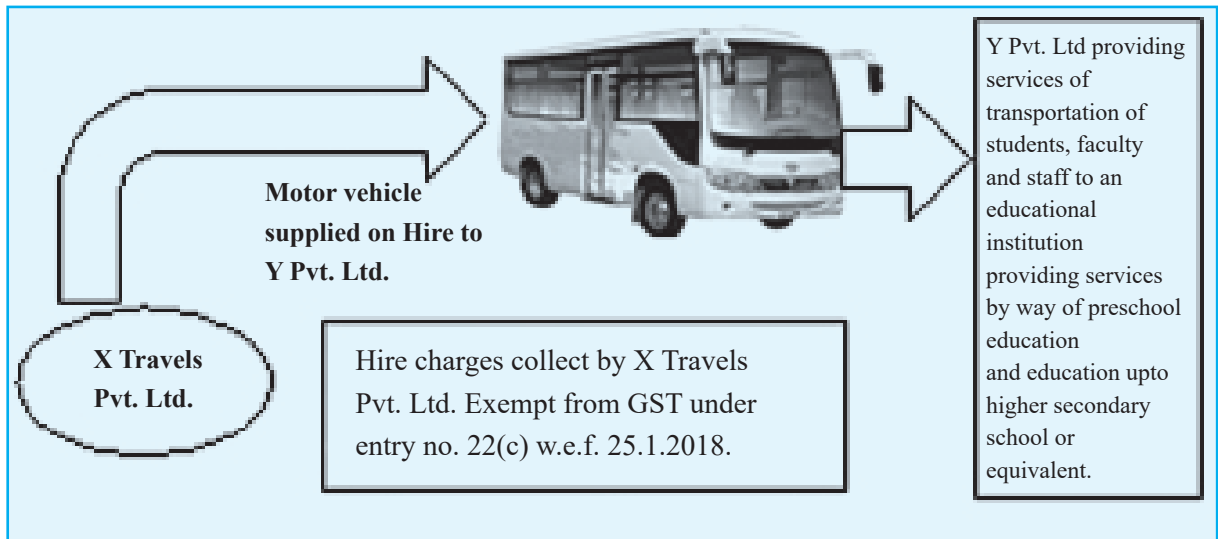 Motor vehicle
supplied on Hire to
Y Pvt. Ltd.
X Travels
Pvt. Ltd.
Hire charges collect by X Travels
Pvt. Ltd. Exempt from GST under
entry no. 22(c) w.e.f. 25.1.2018.
Y Pvt. Ltd providing
services of
transportation of
students, faculty
and staff to an
educational
institution
providing services
by way of preschool
education
and education upto
higher secondary
school or
equivalent.